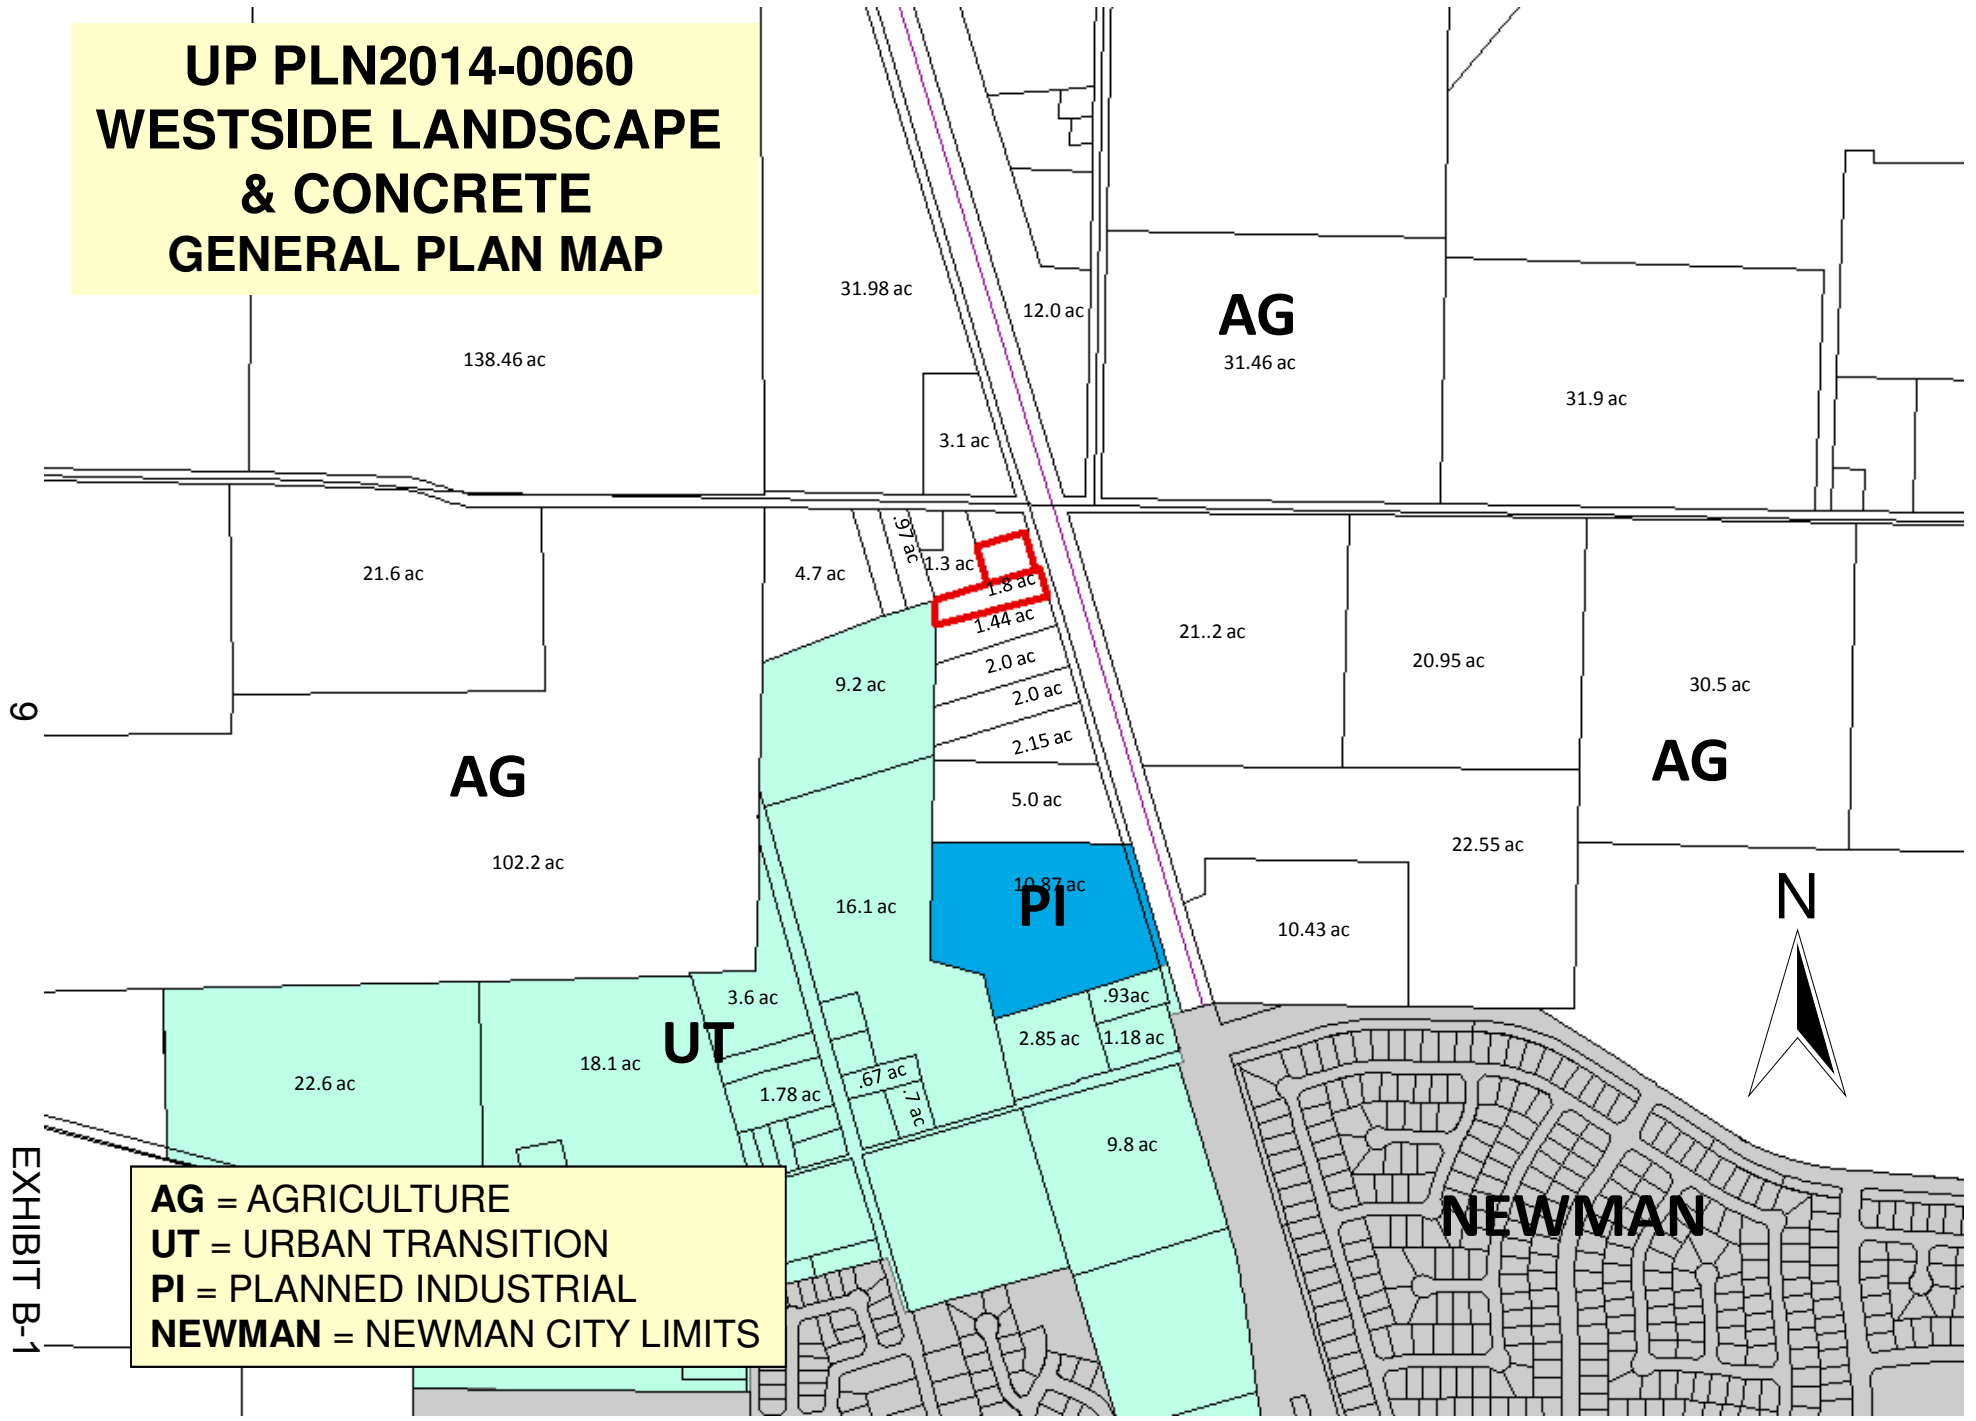 UP PLN2014-0060
WESTSIDE LANDSCAPE
& CONCRETE
GENERAL PLAN MAP
31.98 ac
12.0 ac
AG
31.46 ac
138.46 ac
31.9 ac
3.1 ac
.97 ac
1.3 ac
4.7 ac
21.6 ac
1.8 ac
1.44 ac
21..2 ac
2.0 ac
20.95 ac
9.2 ac
30.5 ac
2.0 ac
2.15 ac
AG
AG
5.0 ac
22.55 ac
102.2 ac
10.87 ac
PI
16.1 ac
10.43 ac
N
3.6 ac
.93ac
UT
2.85 ac
1.18 ac
18.1 ac
22.6 ac
1.78 ac
.67 ac
.7 ac
9.8 ac
NEWMAN
AG = AGRICULTURE
UT = URBAN TRANSITION
PI = PLANNED INDUSTRIAL
NEWMAN = NEWMAN CITY LIMITS
9
EXHIBIT B-1